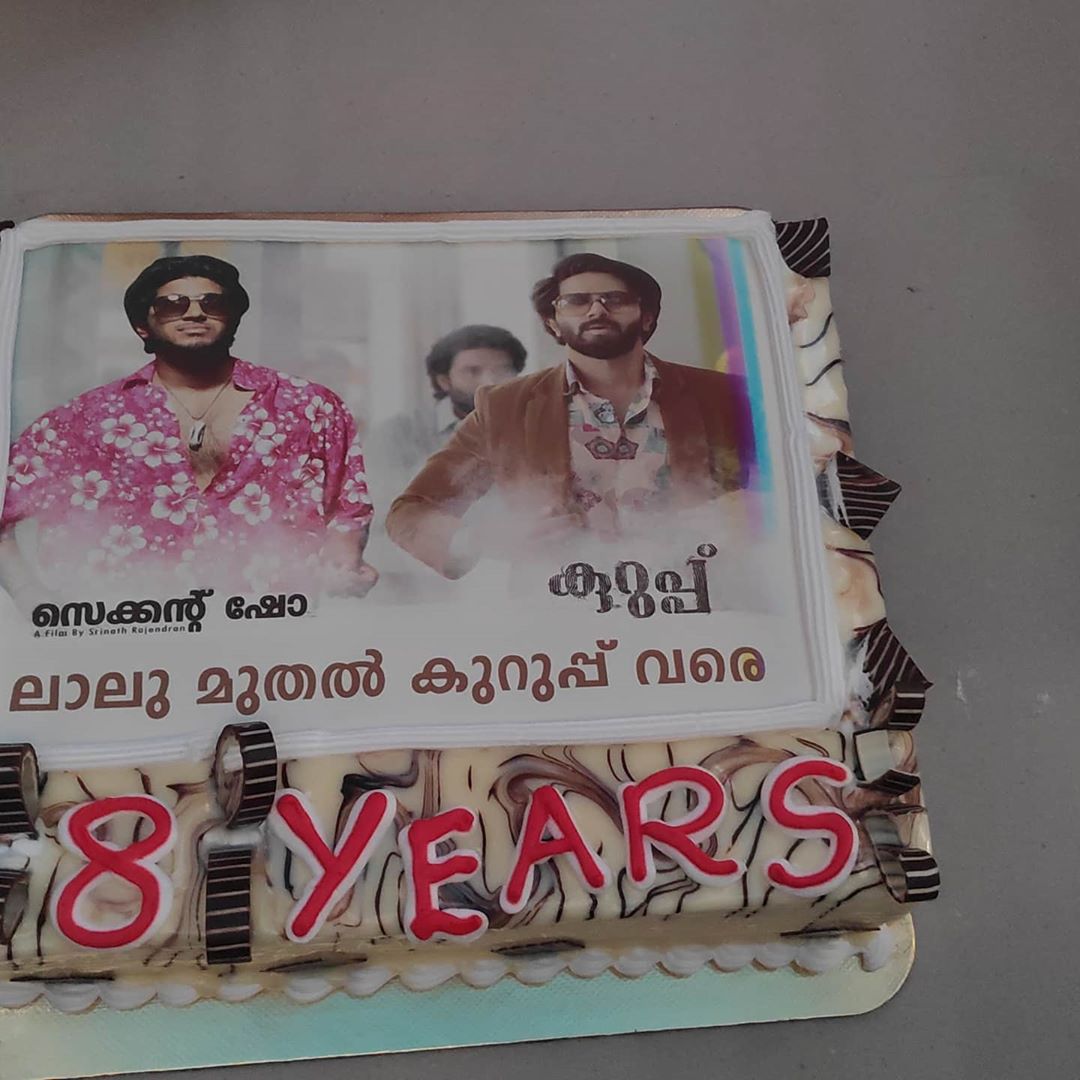 സെക്കന്റ് ഷോ
A Film By Srinath Rajendran
കുറുപ്പ്
ലാലു മുതൽ കുറുപ്പ് വരെ
8 YEARS